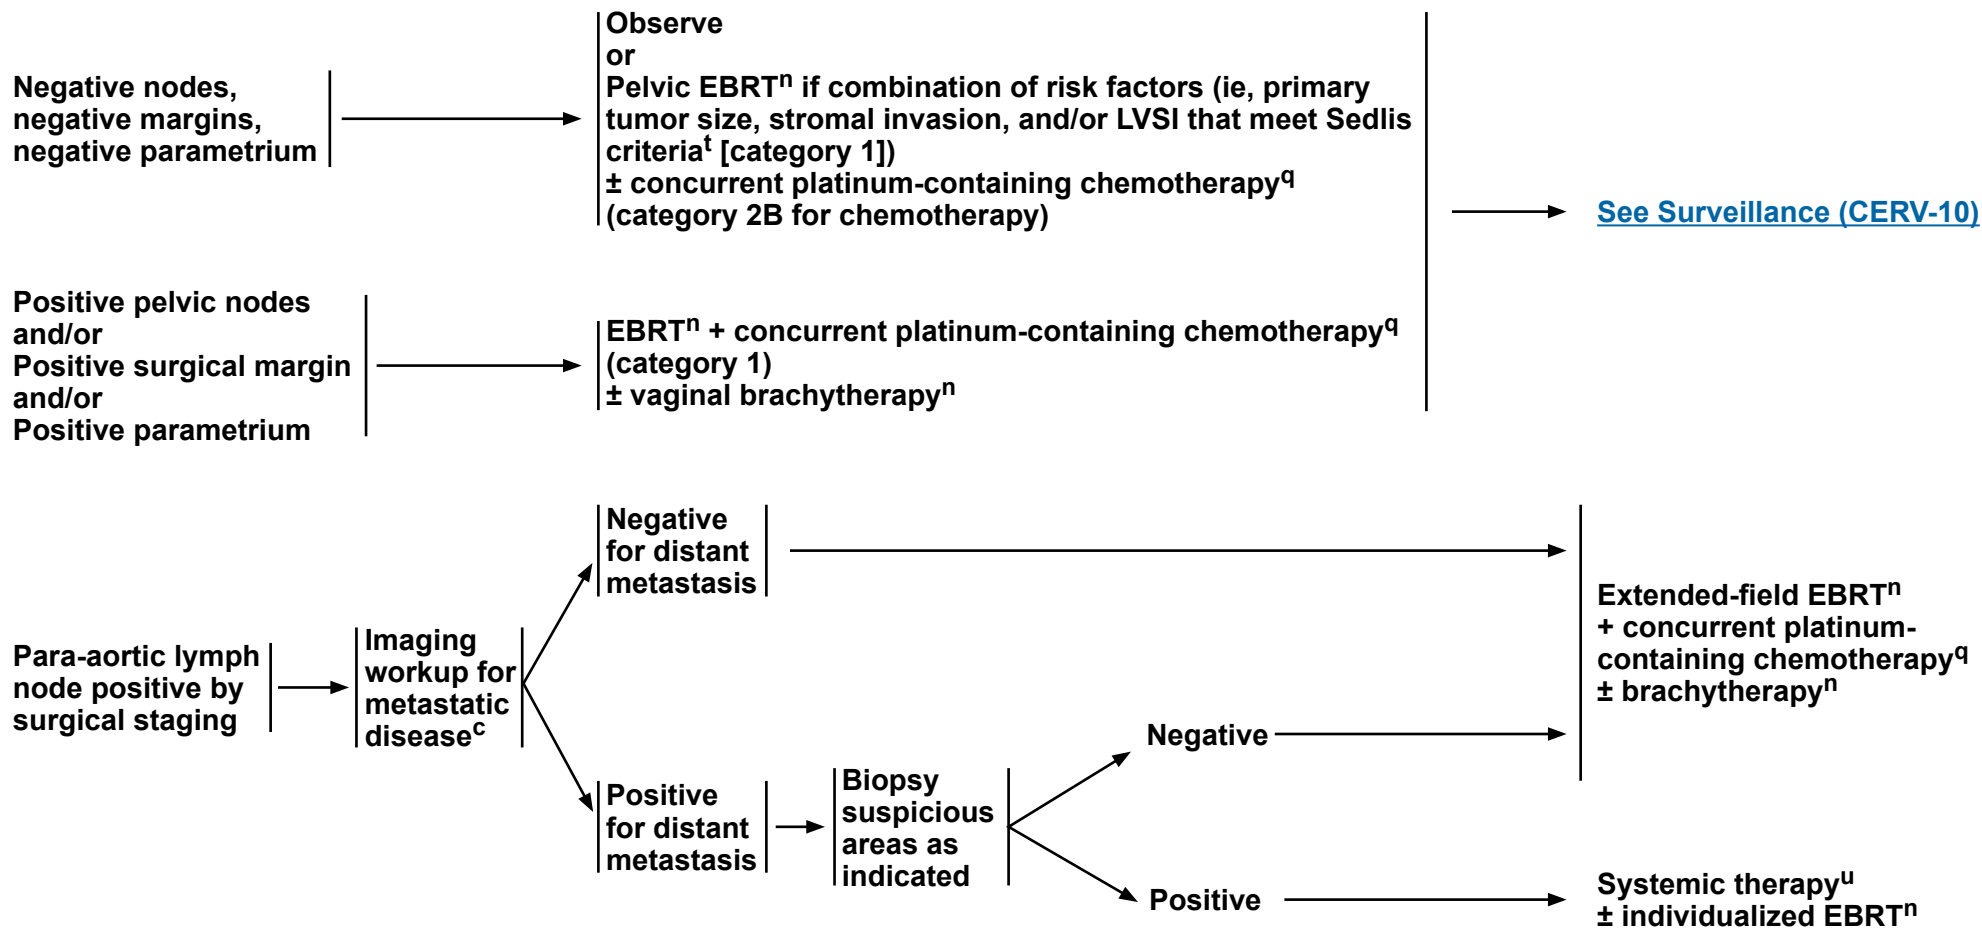 Negative nodes,
negative margins,
negative parametrium
Observe
or
Pelvic EBRTⁿ if combination of risk factors (ie, primary
tumor size, stromal invasion, and/or LVSI that meet Sedlis
criteriaᵗ [category 1])
± concurrent platinum-containing chemotherapy^q
(category 2B for chemotherapy)
See Surveillance (CERV-10)
Positive pelvic nodes
and/or
Positive surgical margin
and/or
Positive parametrium
EBRTⁿ + concurrent platinum-containing chemotherapy^q
(category 1)
± vaginal brachytherapyⁿ
Para-aortic lymph
node positive by
surgical staging
Imaging
workup for
metastatic
diseaseᶜ
Negative
for distant
metastasis
Positive
for distant
metastasis
Biopsy
suspicious
areas as
indicated
Negative
Positive
Extended-field EBRTⁿ
+ concurrent platinum-
containing chemotherapy^q
± brachytherapyⁿ
Systemic therapyᵘ
± individualized EBRTⁿ